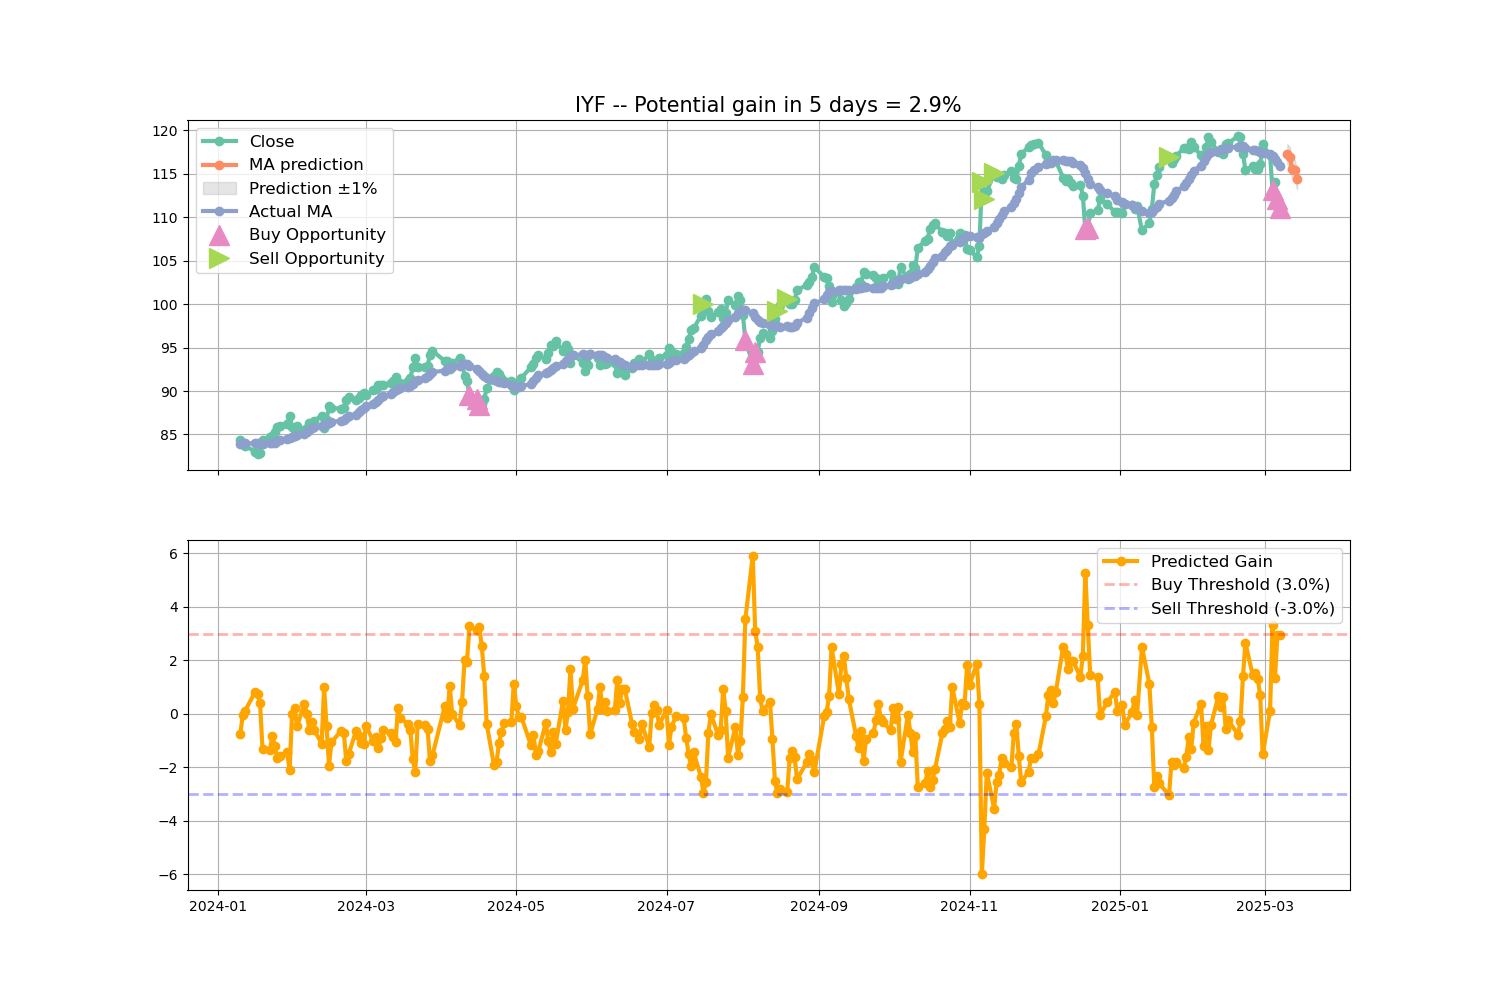 IYF -- Potential gain in 5 days = 2.9%
120
115
110
105
100
95
90
85
Close
MA prediction
Prediction ±1%
Actual MA
Buy Opportunity
Sell Opportunity
6
4
2
0
−2
−4
−6
Predicted Gain
Buy Threshold (3.0%)
Sell Threshold (-3.0%)
2024-01
2024-03
2024-05
2024-07
2024-09
2024-11
2025-01
2025-03